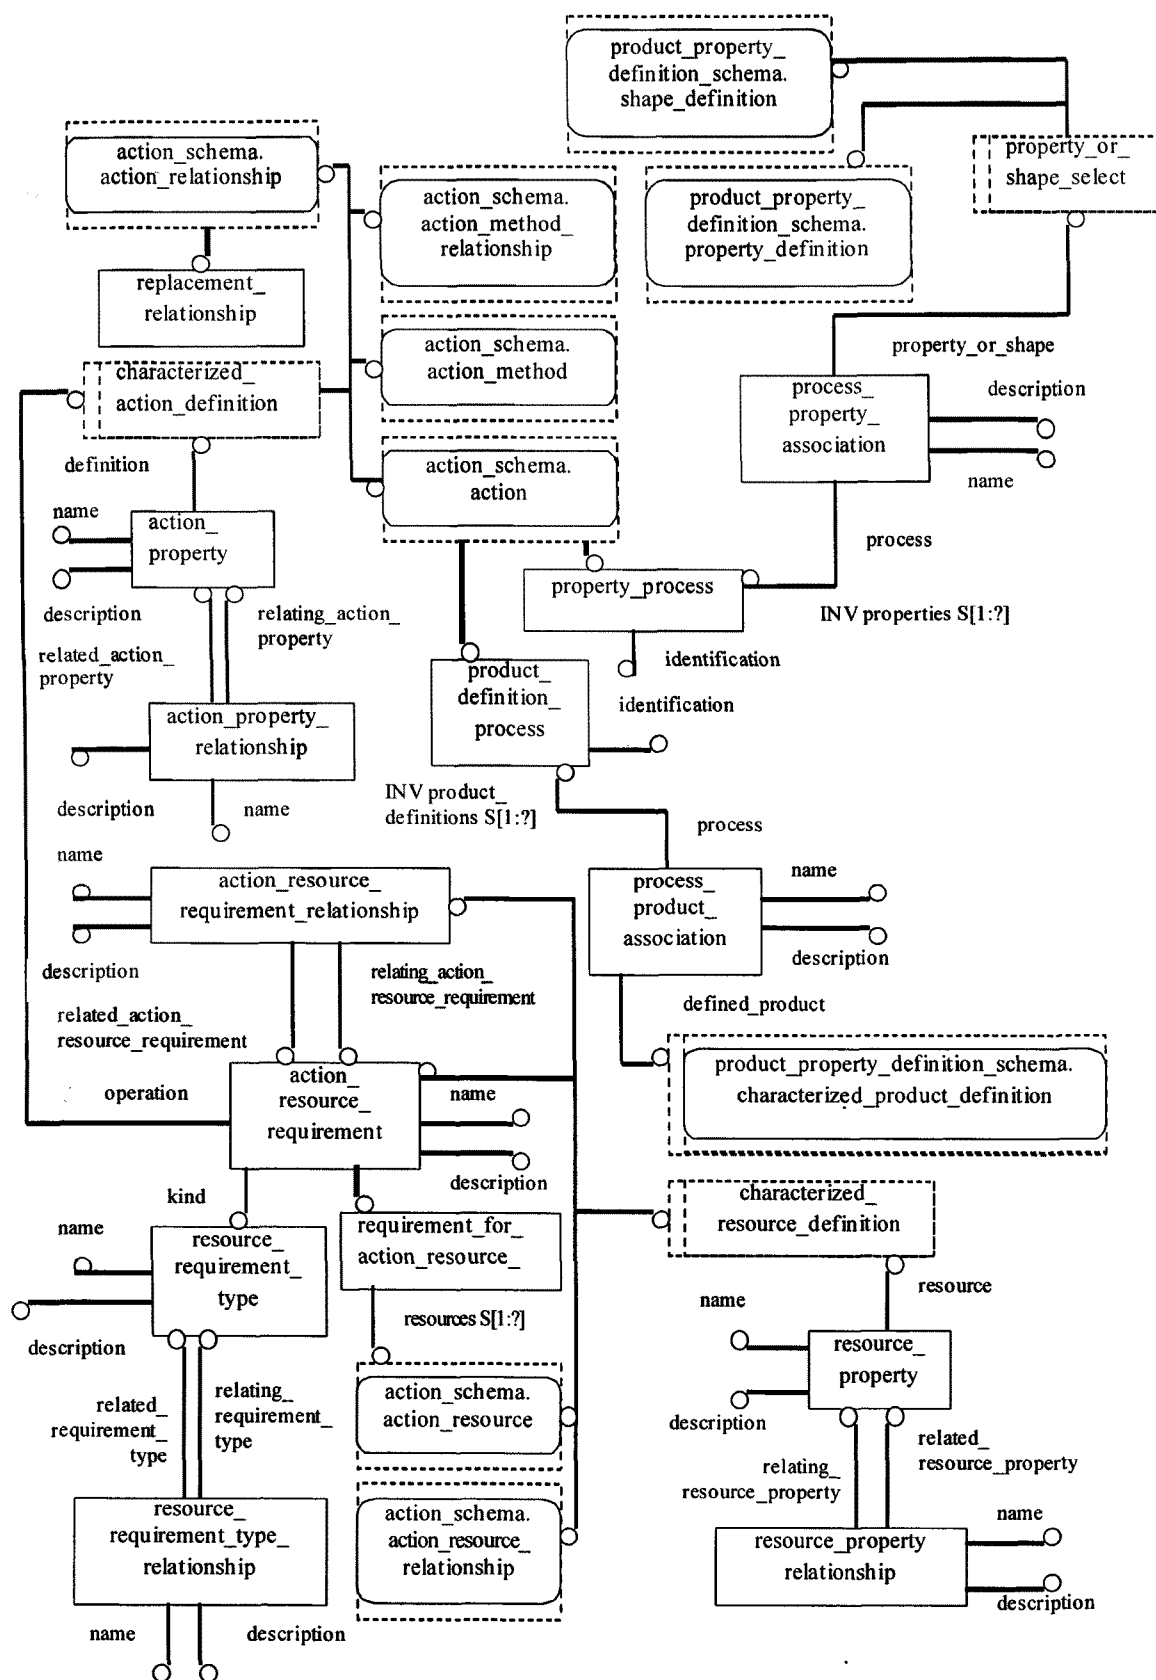 product_property_
definition_schema.
shape_definition
action_schema.
action_relationship
property_or_
shape_select
action_schema.
action_method_
relationship
product_property_
definition_schema.
property_definition
replacement_
relationship
action_schema.
action_method
property_or_shape
characterized_
action_definition
process_
property_
association
description
name
definition
action_schema.
action
name
action_
property
process
description
property_process
relating_action_
property
INV properties S[1:?]
related_action_
property
identification
product_
definition_
process
identification
action_property_
relationship
description
name
INV product_
definitions S[1:?]
process
name
action_resource_
requirement_relationship
process_
product_
association
name
description
description
relating_action_
resource_requirement
defined_product
related_action_
resource_requirement
product_property_definition_schema.
characterized_product_definition
operation
action_
resource_
requirement
name
description
kind
characterized_
resource_definition
name
resource_
requirement_
type
requirement_for_
action_resource_
resource
name
resources S[1:?]
description
resource_
property
action_schema.
action_resource
relating_
requirement_
type
related_
requirement_
type
description
related_
resource_property
relating_
resource_property
resource_
requirement_type_
relationship
action_schema.
action_resource_
relationship
name
resource_property
relationship
description
name
description